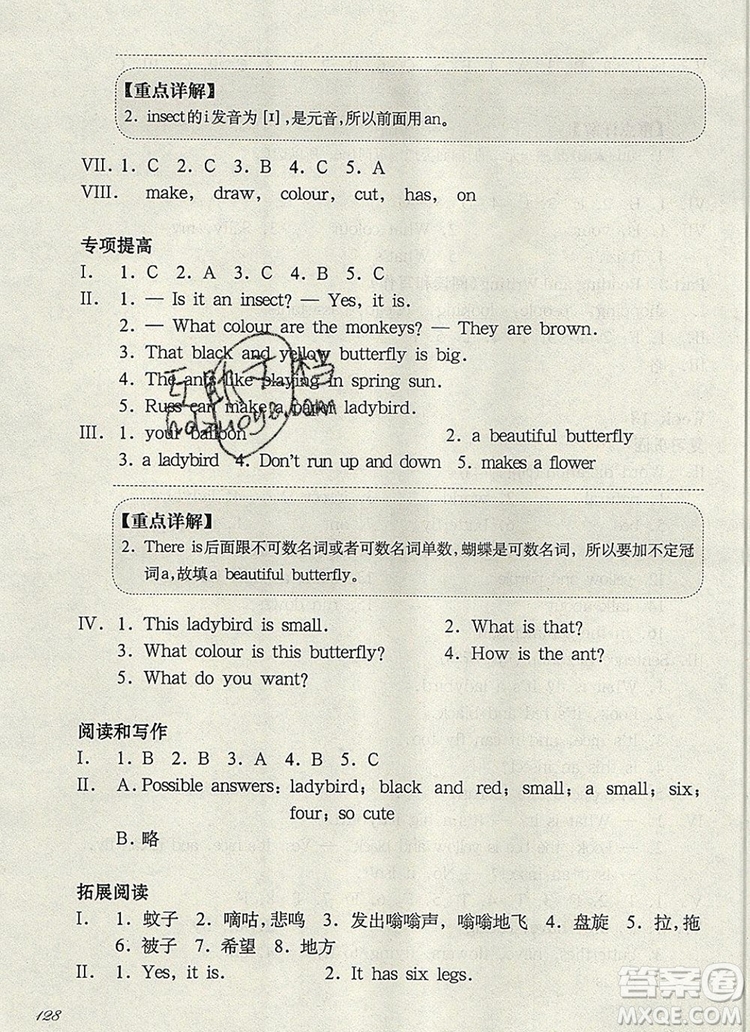 【重点详解】
2. insect的i发音为 [ɪ],是元音,所以前面用an。
VII. 1. C 2. C 3. B 4. C 5. A
VIII. make, draw, colour, cut, has, on
专项提高
I. 1. C 2. A 3. C 4. B 5. C
II. 1. — Is it an insect? — Yes, it is.
2. — What colour are the monkeys? — They are brown.
3. That black and yellow butterfly is big.
4. The ants like playing in spring sun.
5. Russ can make a paper ladybird.
III. 1. your balloon 2. a beautiful butterfly
3. a ladybird 4. Don't run up and down 5. makes a flower
【重点详解】
2. There is后面跟不可数名词或者可数名词单数,蝴蝶是可数名词,所以要加不定冠
词a,故填a beautiful butterfly。
IV. 1. This ladybird is small. 2. What is that?
3. What colour is this butterfly? 4. How is the ant?
5. What do you want?
阅读和写作
I. 1. B 2. B 3. A 4. B 5. C
II. A. Possible answers: ladybird; black and red; small; a small; six;
four; so cute
B. 略
拓展阅读
I. 1. 蚊子 2. 嘀咕,悲鸣 3. 发出嗡嗡声,嗡嗡地飞 4. 盘旋 5. 拉,拖
6. 被子 7. 希望 8. 地方
II. 1. Yes, it is. 2. It has six legs.
128
互助文档
hdzuoye.com
答案圈
MXQE.COM